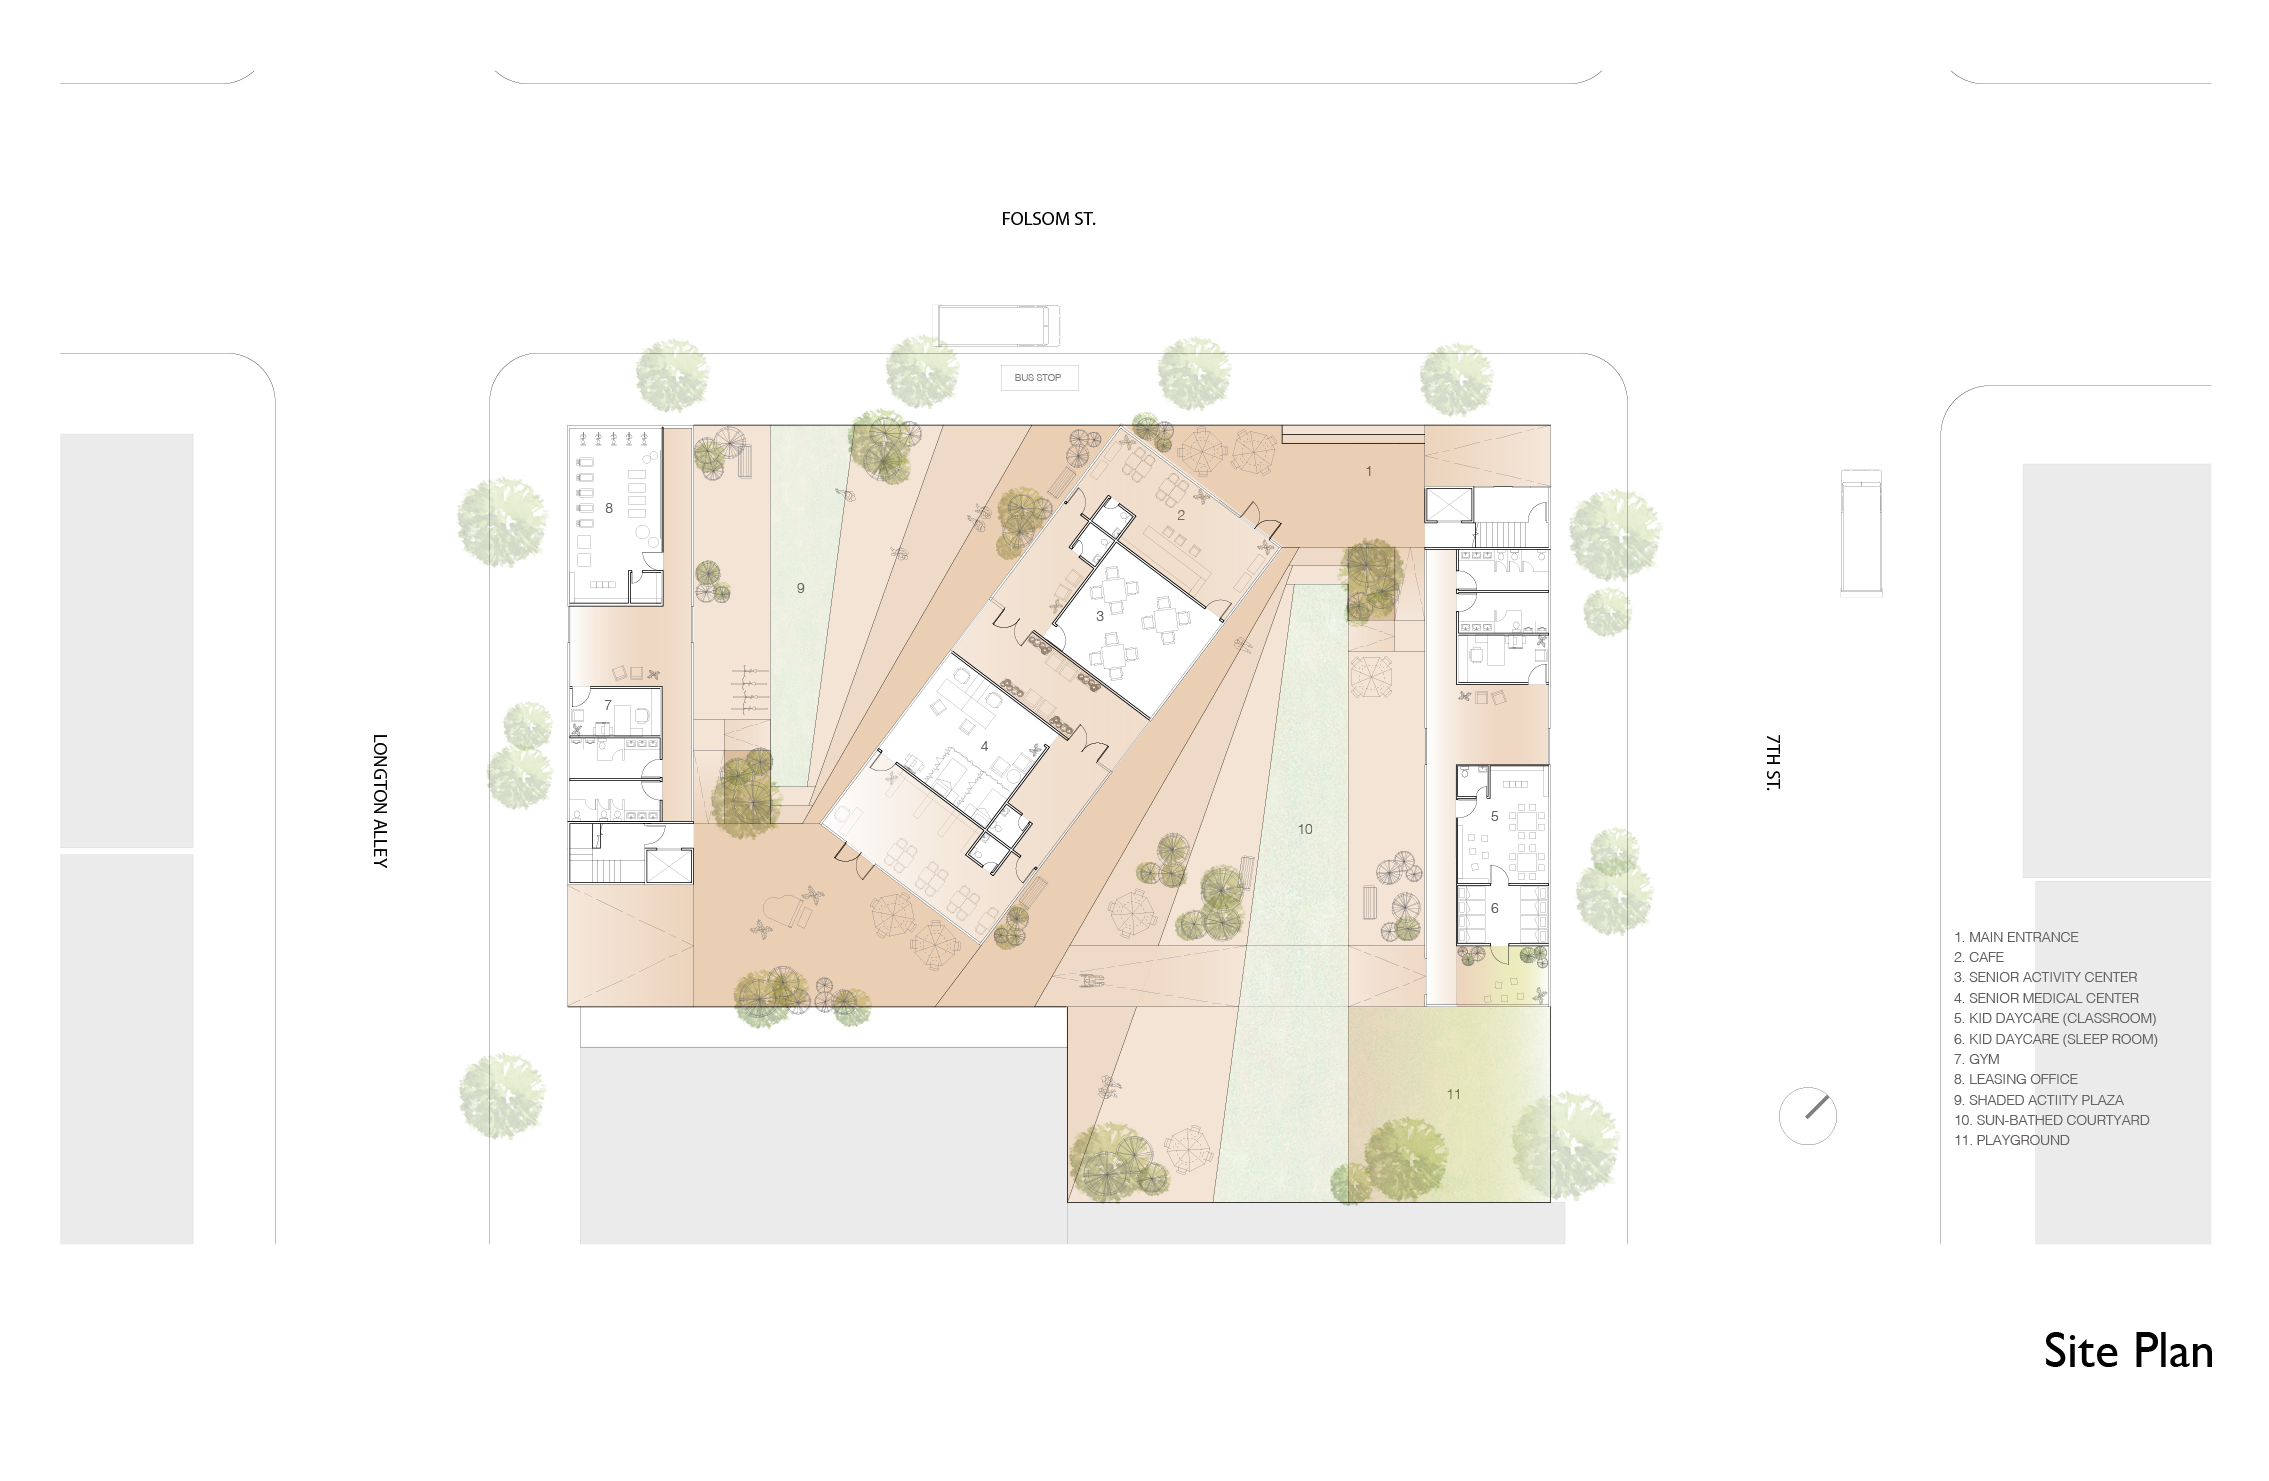 FOLSOM ST.
BUS STOP
1
8
2
9
3
7
LONGTON ALLEY
7TH ST.
4
5
10
6
11
1. MAIN ENTRANCE
2. CAFE
3. SENIOR ACTIVITY CENTER
4. SENIOR MEDICAL CENTER
5. KID DAYCARE (CLASSROOM)
6. KID DAYCARE (SLEEP ROOM)
7. GYM
8. LEASING OFFICE
9. SHADED ACTIITY PLAZA
10. SUN-BATHED COURTYARD
11. PLAYGROUND
Site Plan